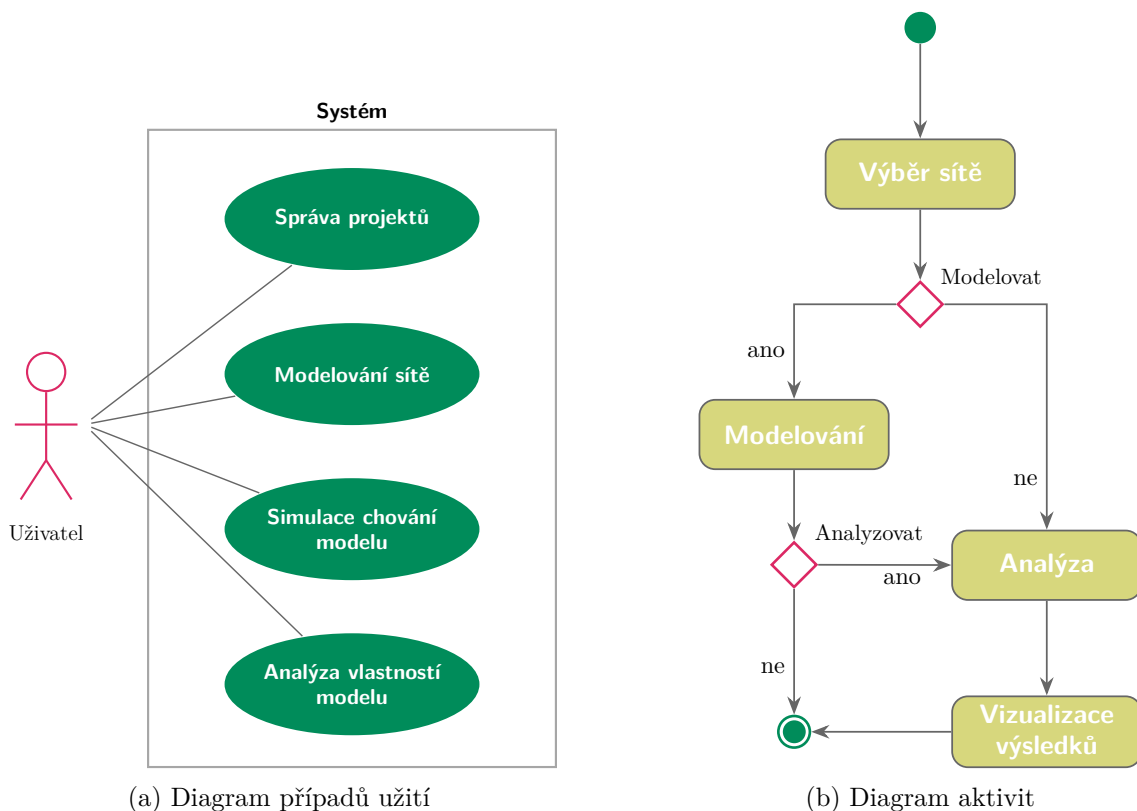 Systém
Správa projektů
Modelování sítě
Simulace chování
modelu
Analýza vlastností
modelu
Uživatel
(a) Diagram případů užití
Výběr sítě
Modelovat
ano
ne
Modelování
Analyzovat
ano
ne
Analýza
Vizualizace
výsledků
(b) Diagram aktivit